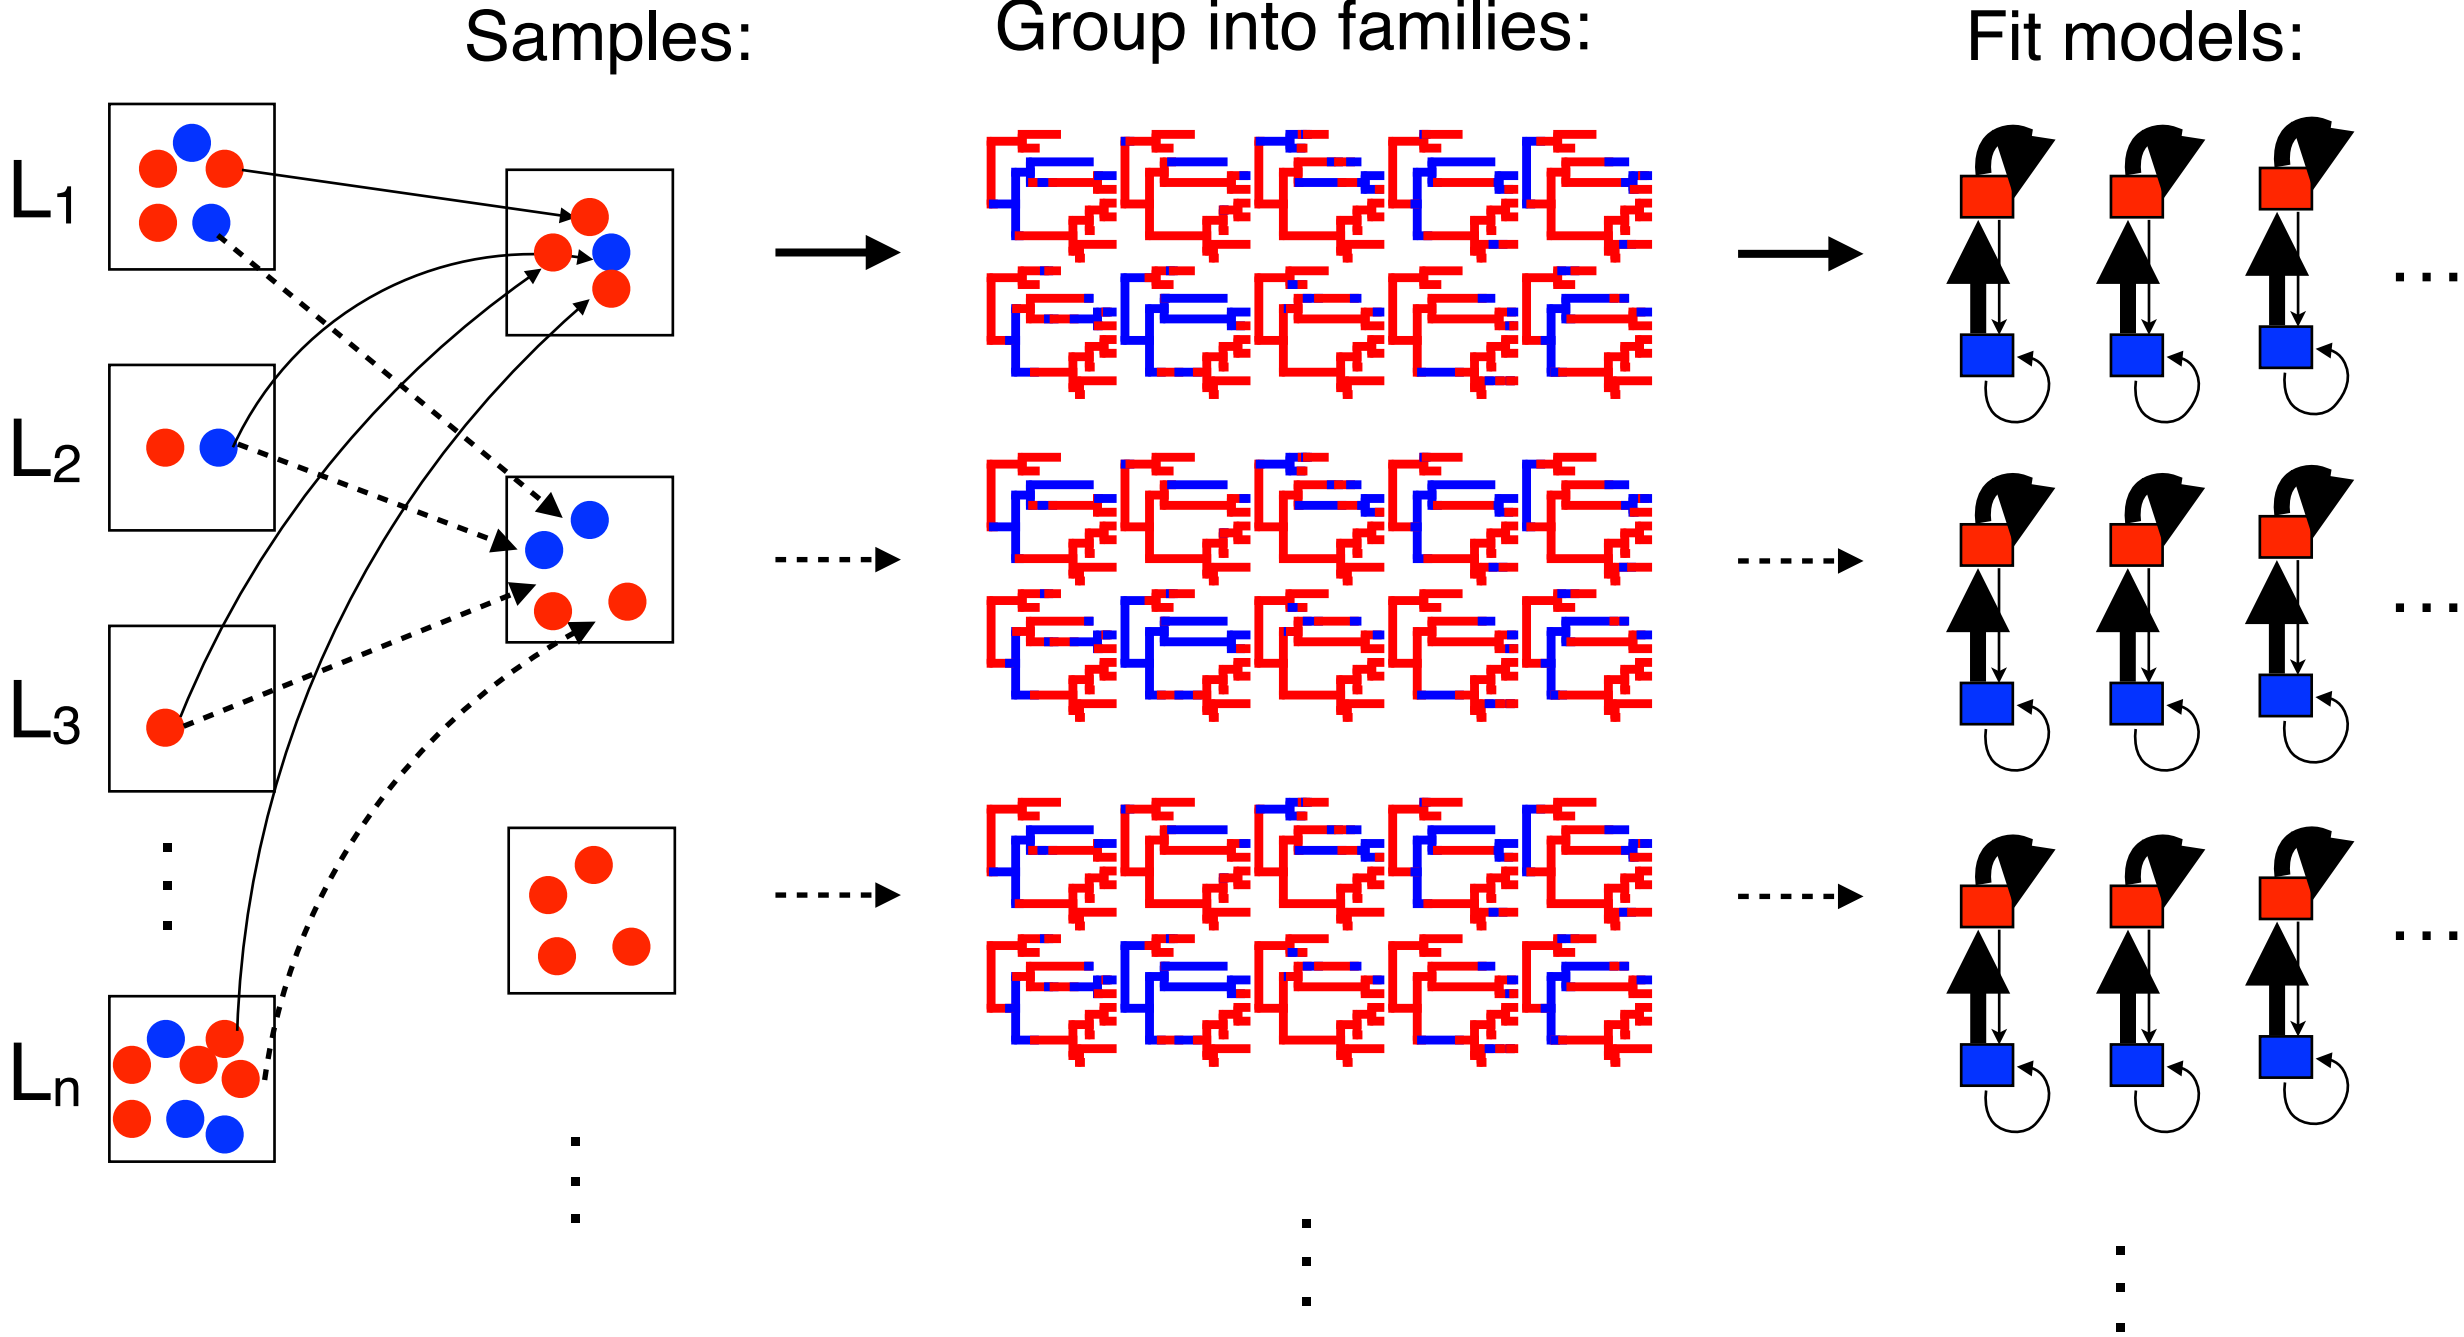 Samples:
Group into families:
Fit models:
L1
L2
L3
Ln